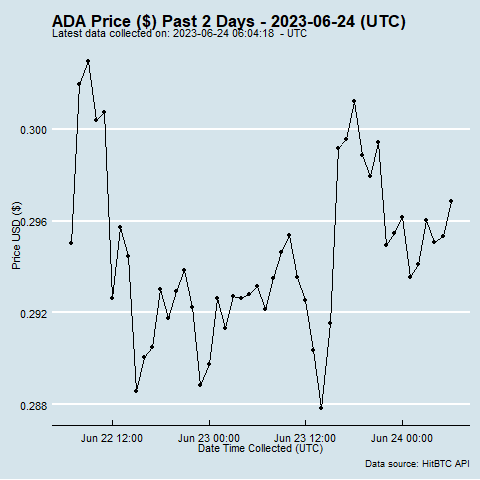 ADA Price ($) Past 2 Days - 2023-06-24 (UTC)
Latest data collected on: 2023-06-24 06:04:18 - UTC
Price USD ($)
0.300
0.296
0.292
0.288
Jun 22 12:00 Jun 23 00:00 Jun 23 12:00 Jun 24 00:00
Date Time Collected (UTC)
Data source: HitBTC API